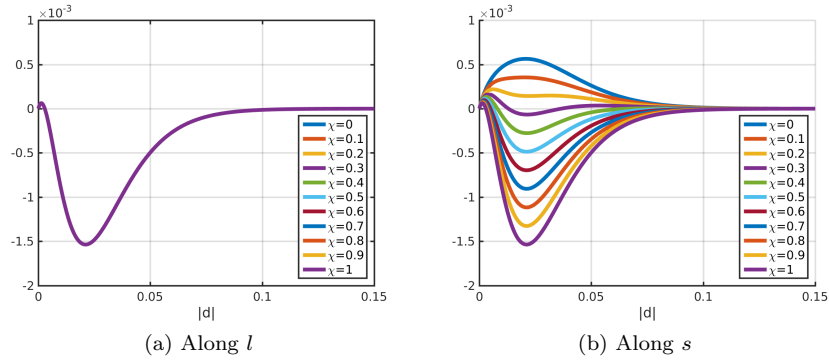 ×10⁻³
1
0.5
0
-0.5
-1
-1.5
-2
0
0.05
0.1
0.15
|d|
χ=0
χ=0.1
χ=0.2
χ=0.3
χ=0.4
χ=0.5
χ=0.6
χ=0.7
χ=0.8
χ=0.9
χ=1
(a) Along l
×10⁻³
1
0.5
0
-0.5
-1
-1.5
-2
0
0.05
0.1
0.15
|d|
χ=0
χ=0.1
χ=0.2
χ=0.3
χ=0.4
χ=0.5
χ=0.6
χ=0.7
χ=0.8
χ=0.9
χ=1
(b) Along s